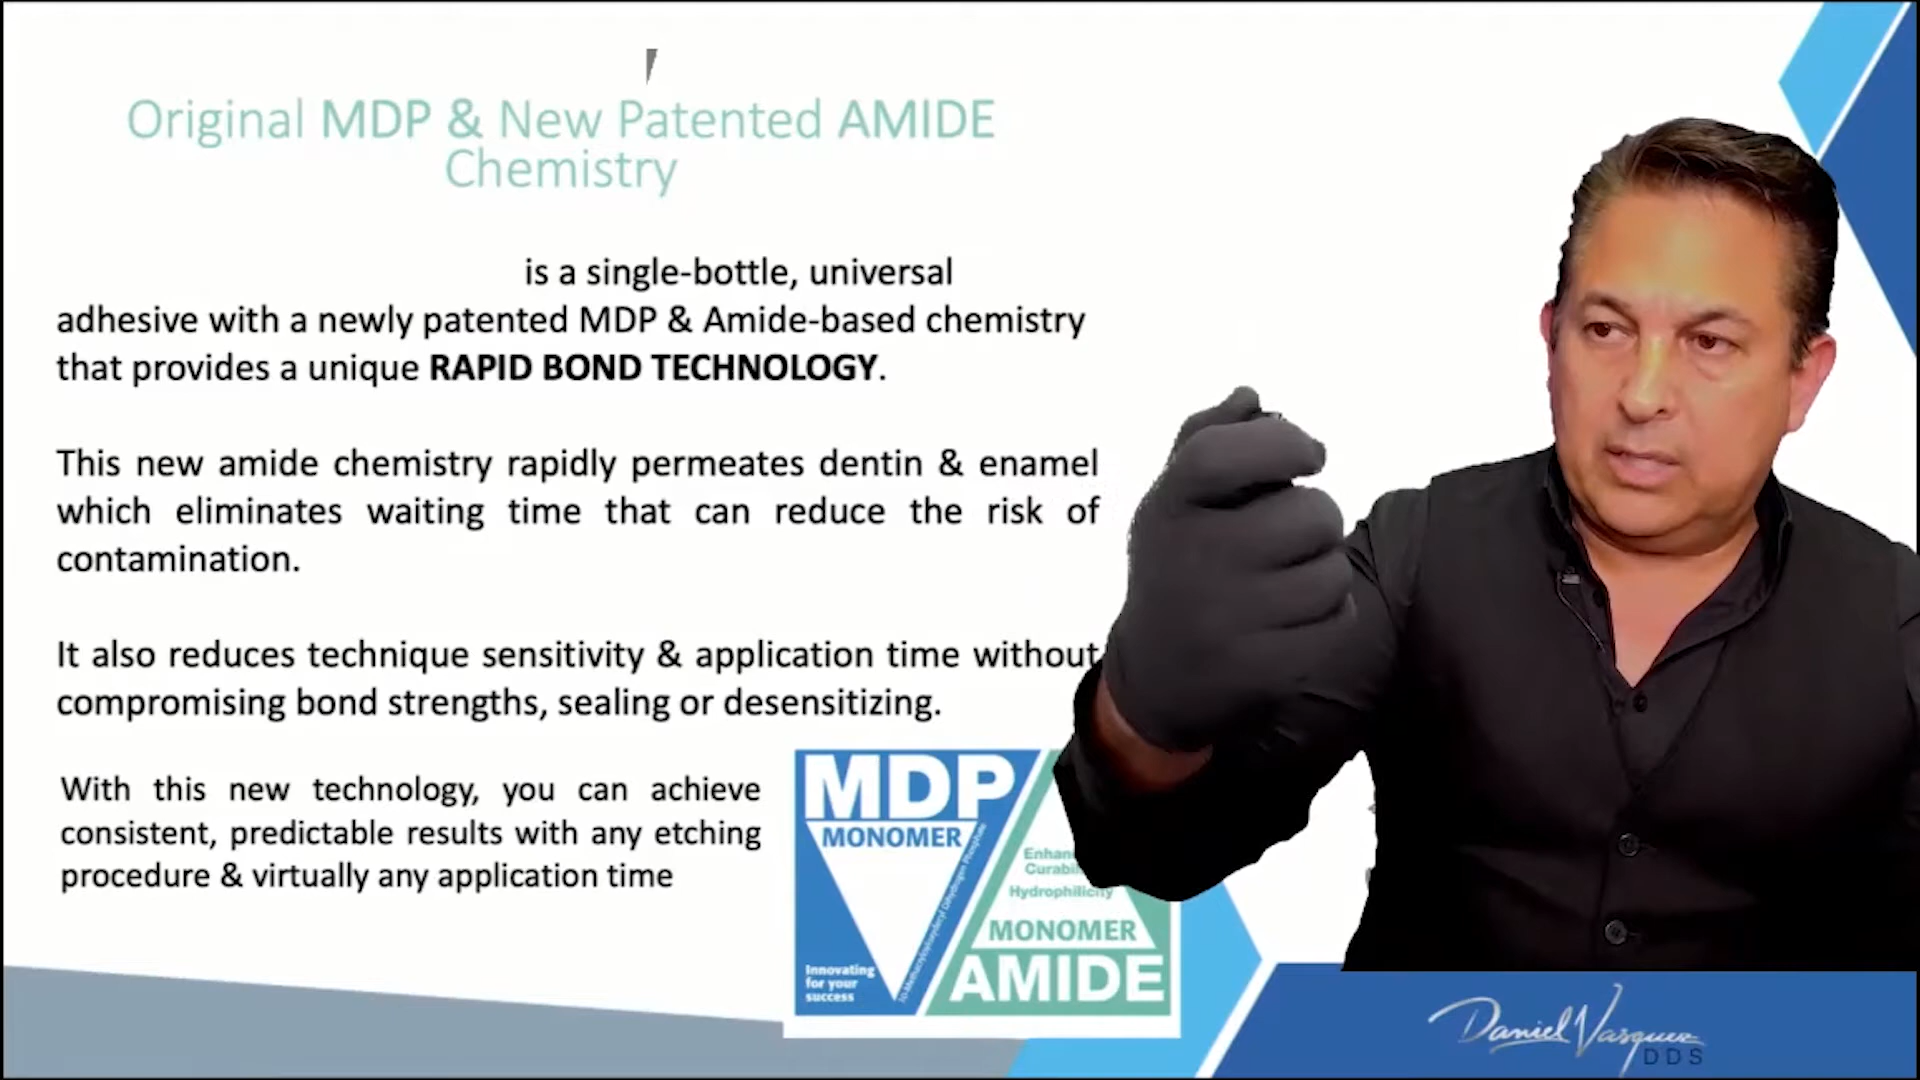 Original MDP & New Patented AMIDE
Chemistry
is a single-bottle, universal
adhesive with a newly patented MDP & Amide-based chemistry
that provides a unique RAPID BOND TECHNOLOGY.
This new amide chemistry rapidly permeates dentin & enamel
which eliminates waiting time that can reduce the risk of
contamination.
It also reduces technique sensitivity & application time without
compromising bond strengths, sealing or desensitizing.
With this new technology, you can achieve
consistent, predictable results with any etching
procedure & virtually any application time
MDP
MONOMER
10-Methacryloyloxydecyl Dihydrogen Phosphate
Innovating
for your
success
Hydrophilicity
MONOMER
AMIDE
Daniel Vasquez
DDS